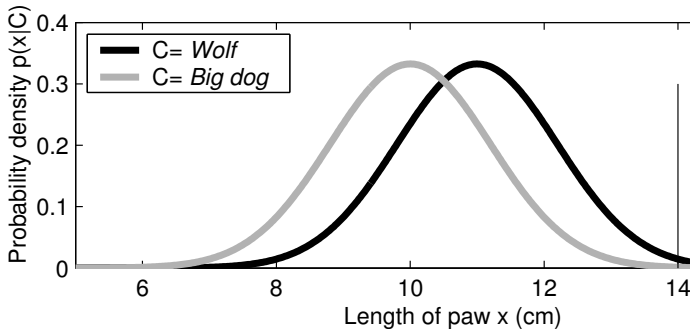 Probability density p(x|C)
0.4
0.3
0.2
0.1
0
C= Wolf
C= Big dog
6 8 10 12 14
Length of paw x (cm)